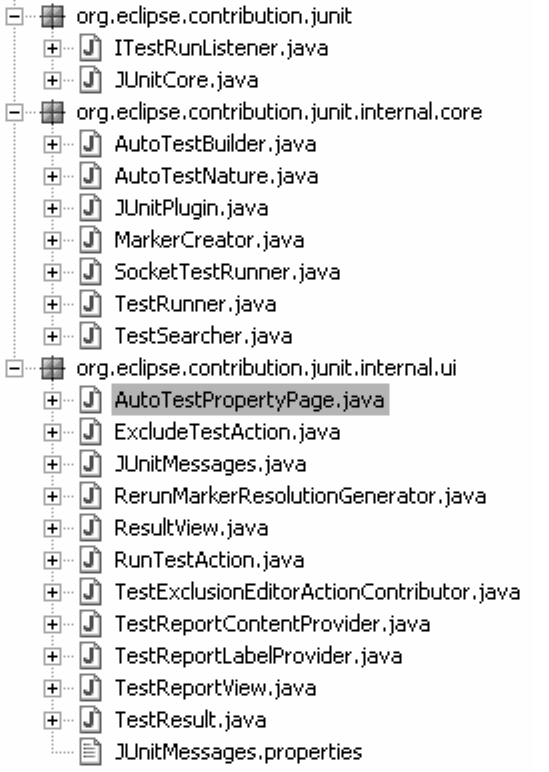 org.eclipse.contribution.junit
ITestRunListener.java
JUnitCore.java
org.eclipse.contribution.junit.internal.core
AutoTestBuilder.java
AutoTestNature.java
JUnitPlugin.java
MarkerCreator.java
SocketTestRunner.java
TestRunner.java
TestSearcher.java
org.eclipse.contribution.junit.internal.ui
AutoTestPropertyPage.java
ExcludeTestAction.java
JUnitMessages.java
RerunMarkerResolutionGenerator.java
ResultView.java
RunTestAction.java
TestExclusionEditorActionContributor.java
TestReportContentProvider.java
TestReportLabelProvider.java
TestReportView.java
TestResult.java
JUnitMessages.properties